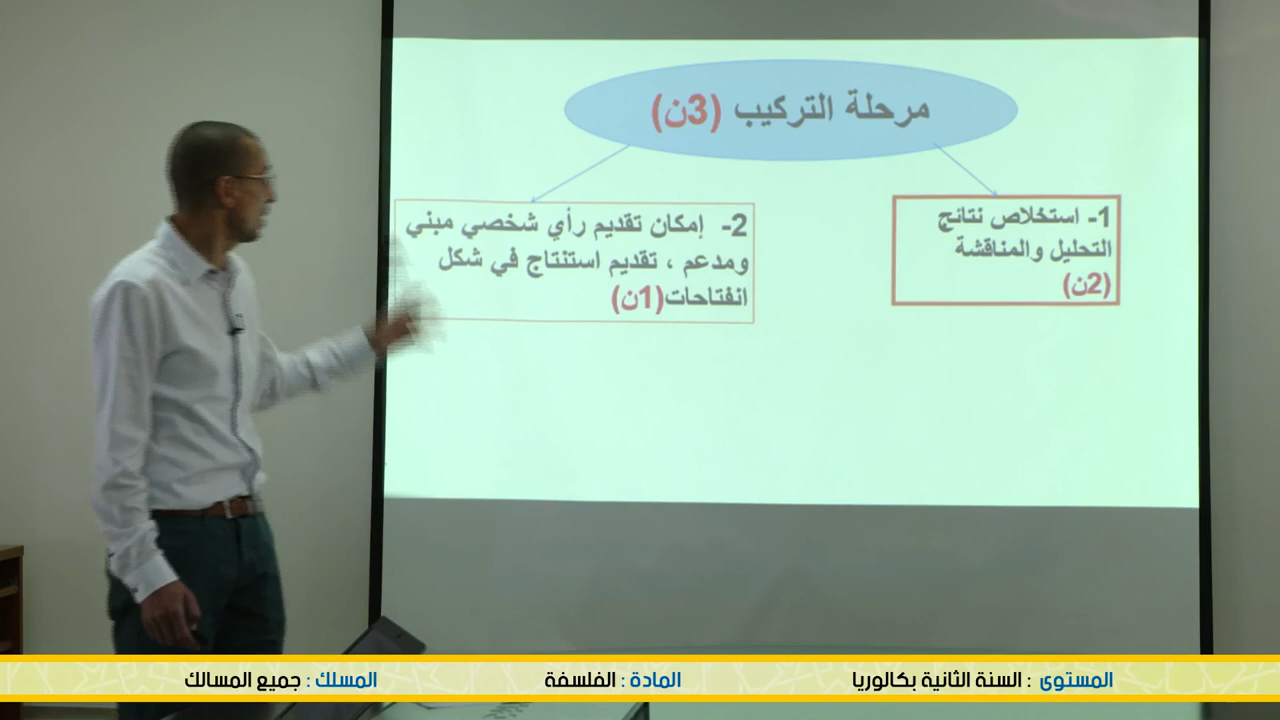 مرحلة التركيب (3ن)
1- استخلاص نتائج
التحليل والمناقشة
(2ن)
2- إمكان تقديم رأي شخصي مبني
ومدعم ، تقديم استنتاج في شكل
انفتاحات(1ن)
المستوى : السنة الثانية بكالوريا
المادة : الفلسفة
المسلك : جميع المسالك